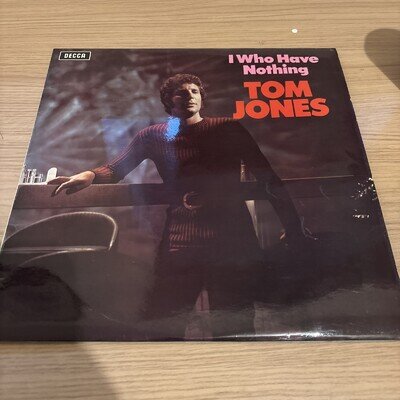 DECCA
I Who Have
Nothing
TOM
JONES